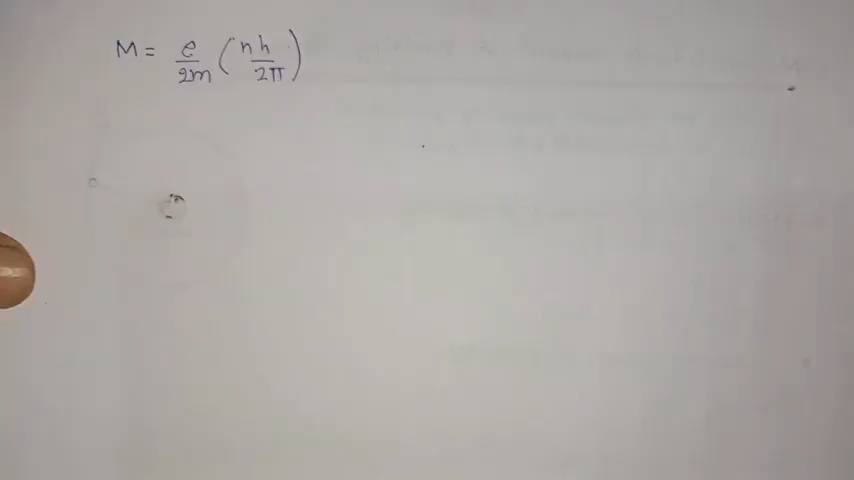 M = e/2m (nh/2π)